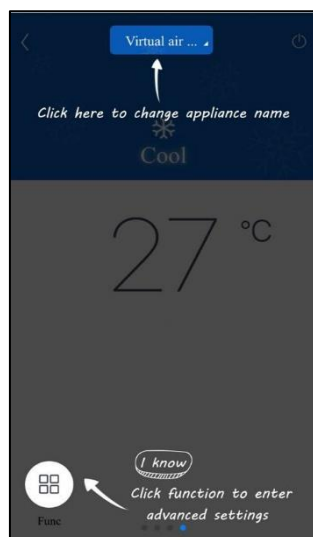 Virtual air ...
Click here to change appliance name
Cool
27 °C
I know
Click function to enter
advanced settings
Func